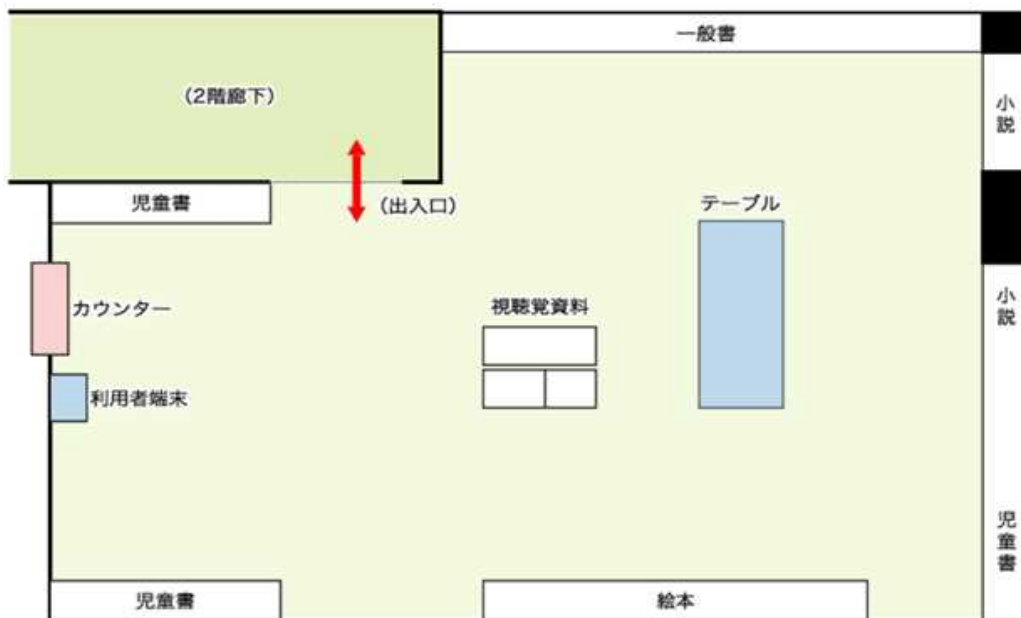 一般書
(2階廊下)
小説
児童書
(出入口)
テーブル
カウンター
視聴覚資料
小説
利用者端末
児童書
児童書
絵本